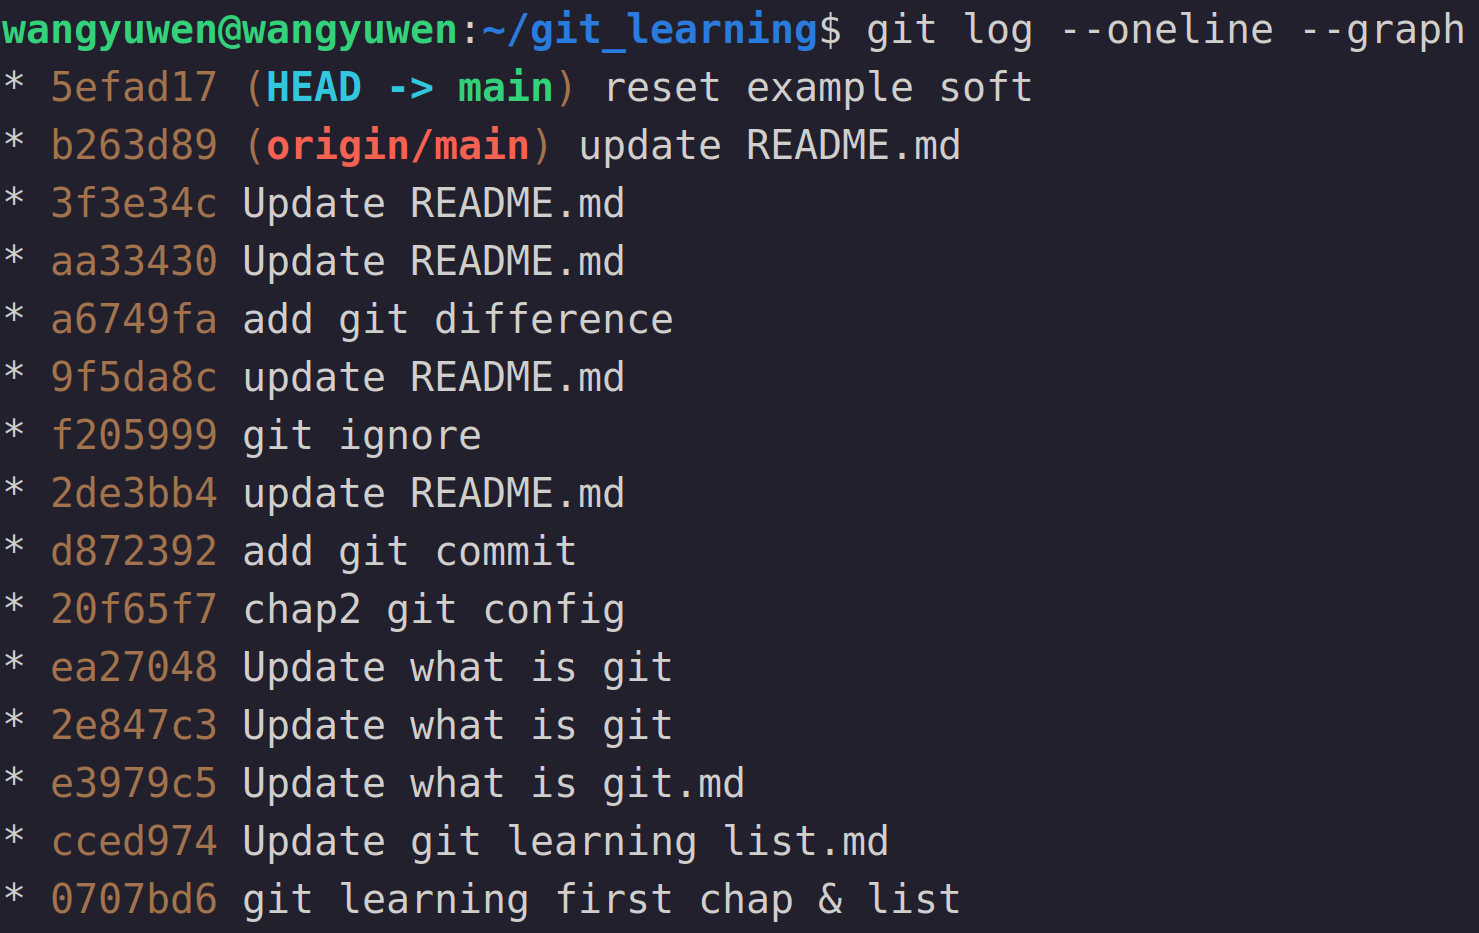 wangyuwen@wangyuwen:~/git_learning$ git log --oneline --graph
* 5efad17 (HEAD -> main) reset example soft
* b263d89 (origin/main) update README.md
* 3f3e34c Update README.md
* aa33430 Update README.md
* a6749fa add git difference
* 9f5da8c update README.md
* f205999 git ignore
* 2de3bb4 update README.md
* d872392 add git commit
* 20f65f7 chap2 git config
* ea27048 Update what is git
* 2e847c3 Update what is git
* e3979c5 Update what is git.md
* cced974 Update git learning list.md
* 0707bd6 git learning first chap & list